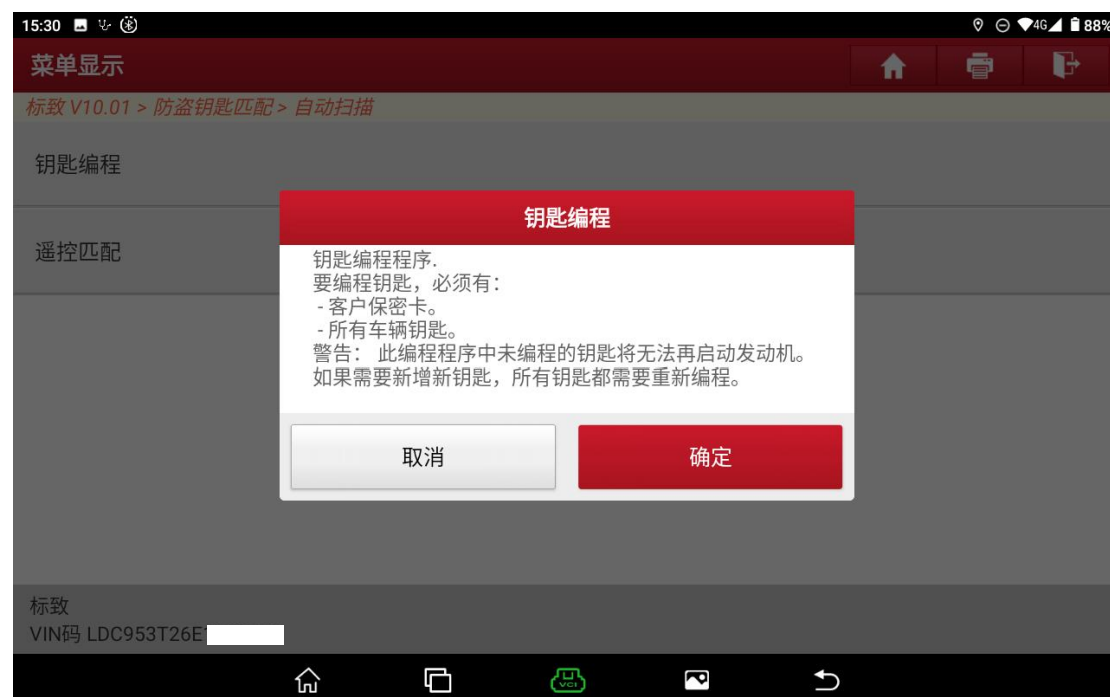 15:30
4G 88%
菜单显示
标致 V10.01 > 防盗钥匙匹配 > 自动扫描
钥匙编程
遥控匹配
钥匙编程
钥匙编程程序.
要编程钥匙，必须有：
- 客户保密卡。
- 所有车辆钥匙。
警告： 此编程程序中未编程的钥匙将无法再启动发动机。
如果需要新增新钥匙，所有钥匙都需要重新编程。
取消
确定
标致
VIN码 LDC953T26E
VCI